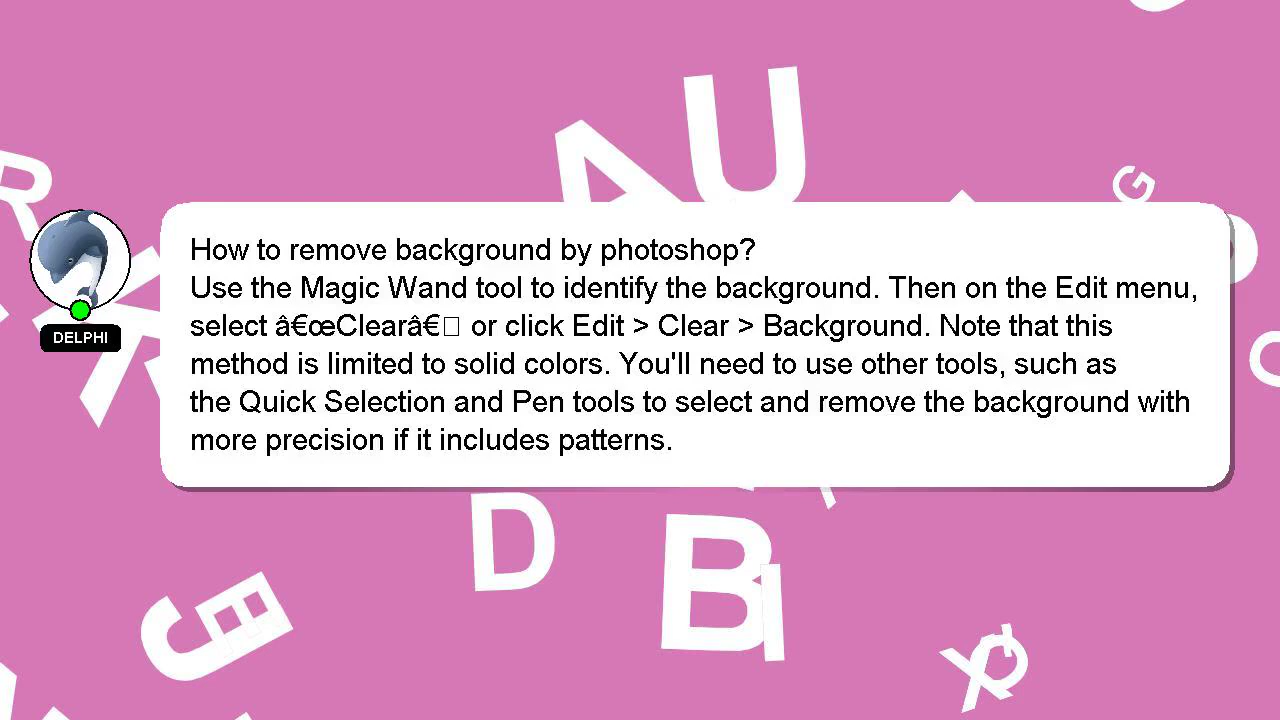 A U
R
G
How to remove background by photoshop?
Use the Magic Wand tool to identify the background. Then on the Edit menu,
select â€œClearâ€□ or click Edit > Clear > Background. Note that this
method is limited to solid colors. You'll need to use other tools, such as
the Quick Selection and Pen tools to select and remove the background with
more precision if it includes patterns.
DELPHI
D
B
I
E
X